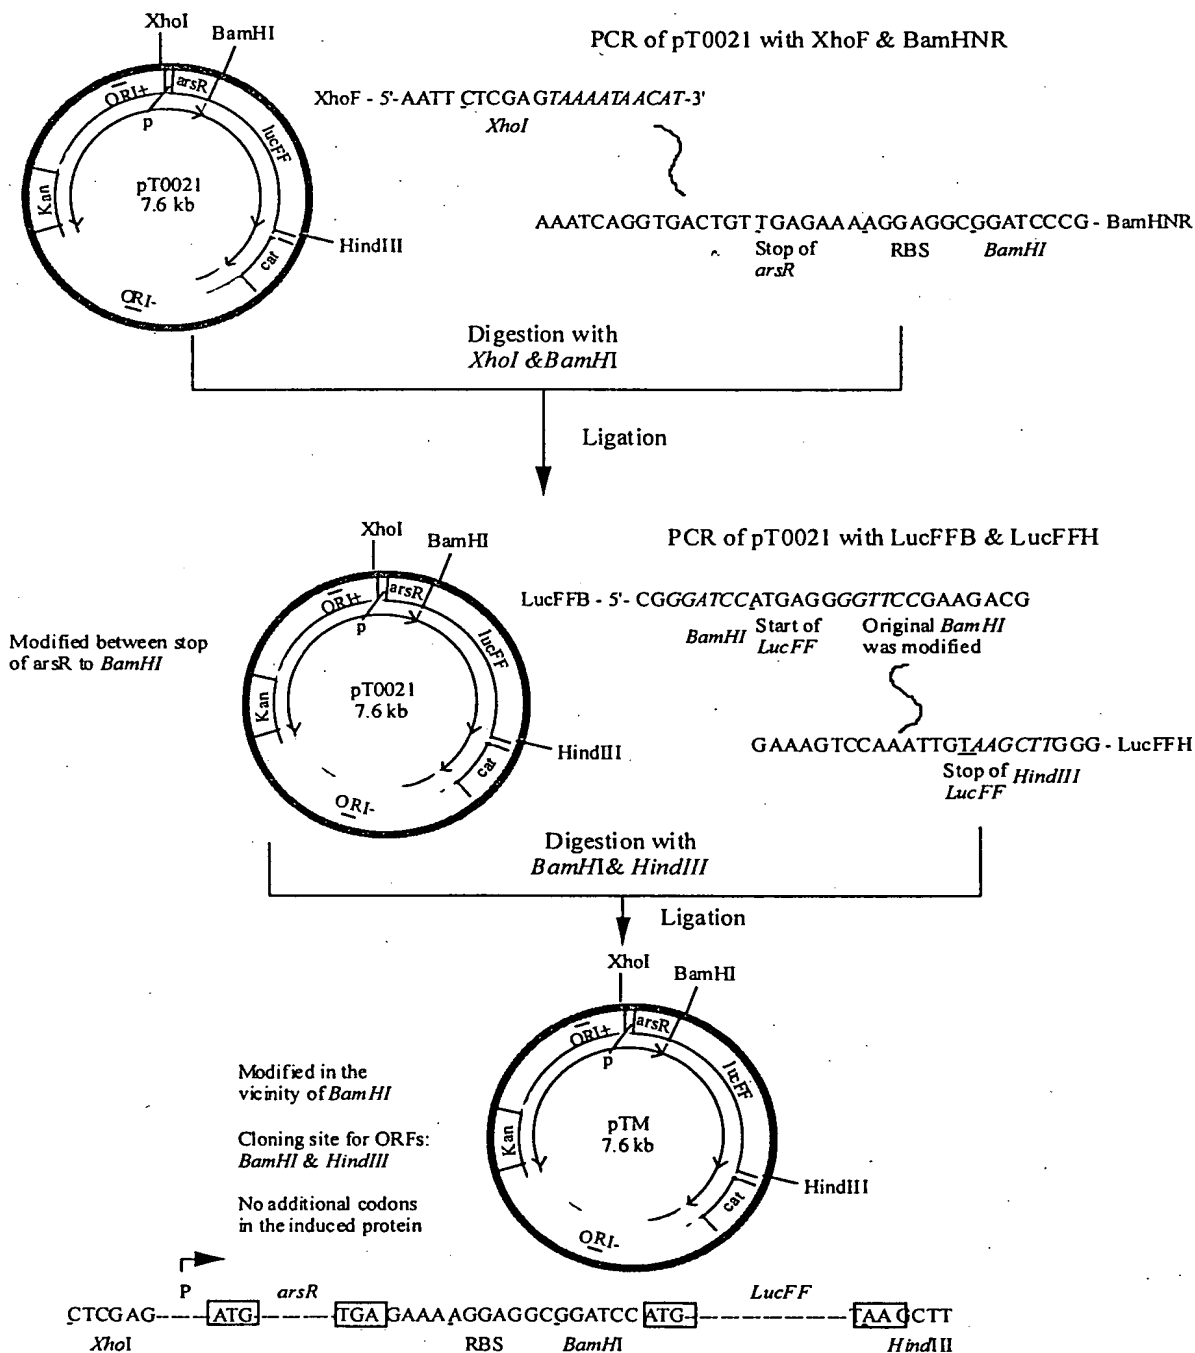 XhoI
BamHI
PCR of pT0021 with XhoF & BamHNR
ORI+
arsR
XhoF - 5'-AATT CTCGAGTAAAATAACAT-3'
XhoI
p
lucFF
Kan
pT0021
7.6 kb
AAATCAGGTGACTGT TGAGAAAAGGAGGCGGATCCCG - BamHNR
HindIII
Stop of
arsR
RBS
BamHI
cat
ORI-
Digestion with
XhoI &BamHI
Ligation
XhoI
BamHI
PCR of pT0021 with LucFFB & LucFFH
ORI+
arsR
LucFFB - 5'- CGGGATCCATGAGGGGTTCCGAAGACG
BamHI
Start of
LucFF
Original BamHI
was modified
Modified between stop
of arsR to BamHI
p
lucFF
Kan
pT0021
7.6 kb
GAAAGTCCAAATTGTAAGCTTGGG - LucFFH
HindIII
Stop of
LucFF
HindIII
cat
ORI-
Digestion with
BamHI& HindIII
Ligation
XhoI
BamHI
ORI+
arsR
p
lucFF
Modified in the
vicinity of BamHI
Kan
pTM
7.6 kb
Cloning site for ORFs:
BamHI & HindIII
HindIII
cat
No additional codons
in the induced protein
ORI-
P
arsR
LucFF
CTCGAG------ATG----------TGAGAAAAGGAGGCGGATCCATG----------------TAAGCTT
XhoI
RBS
BamHI
HindIII